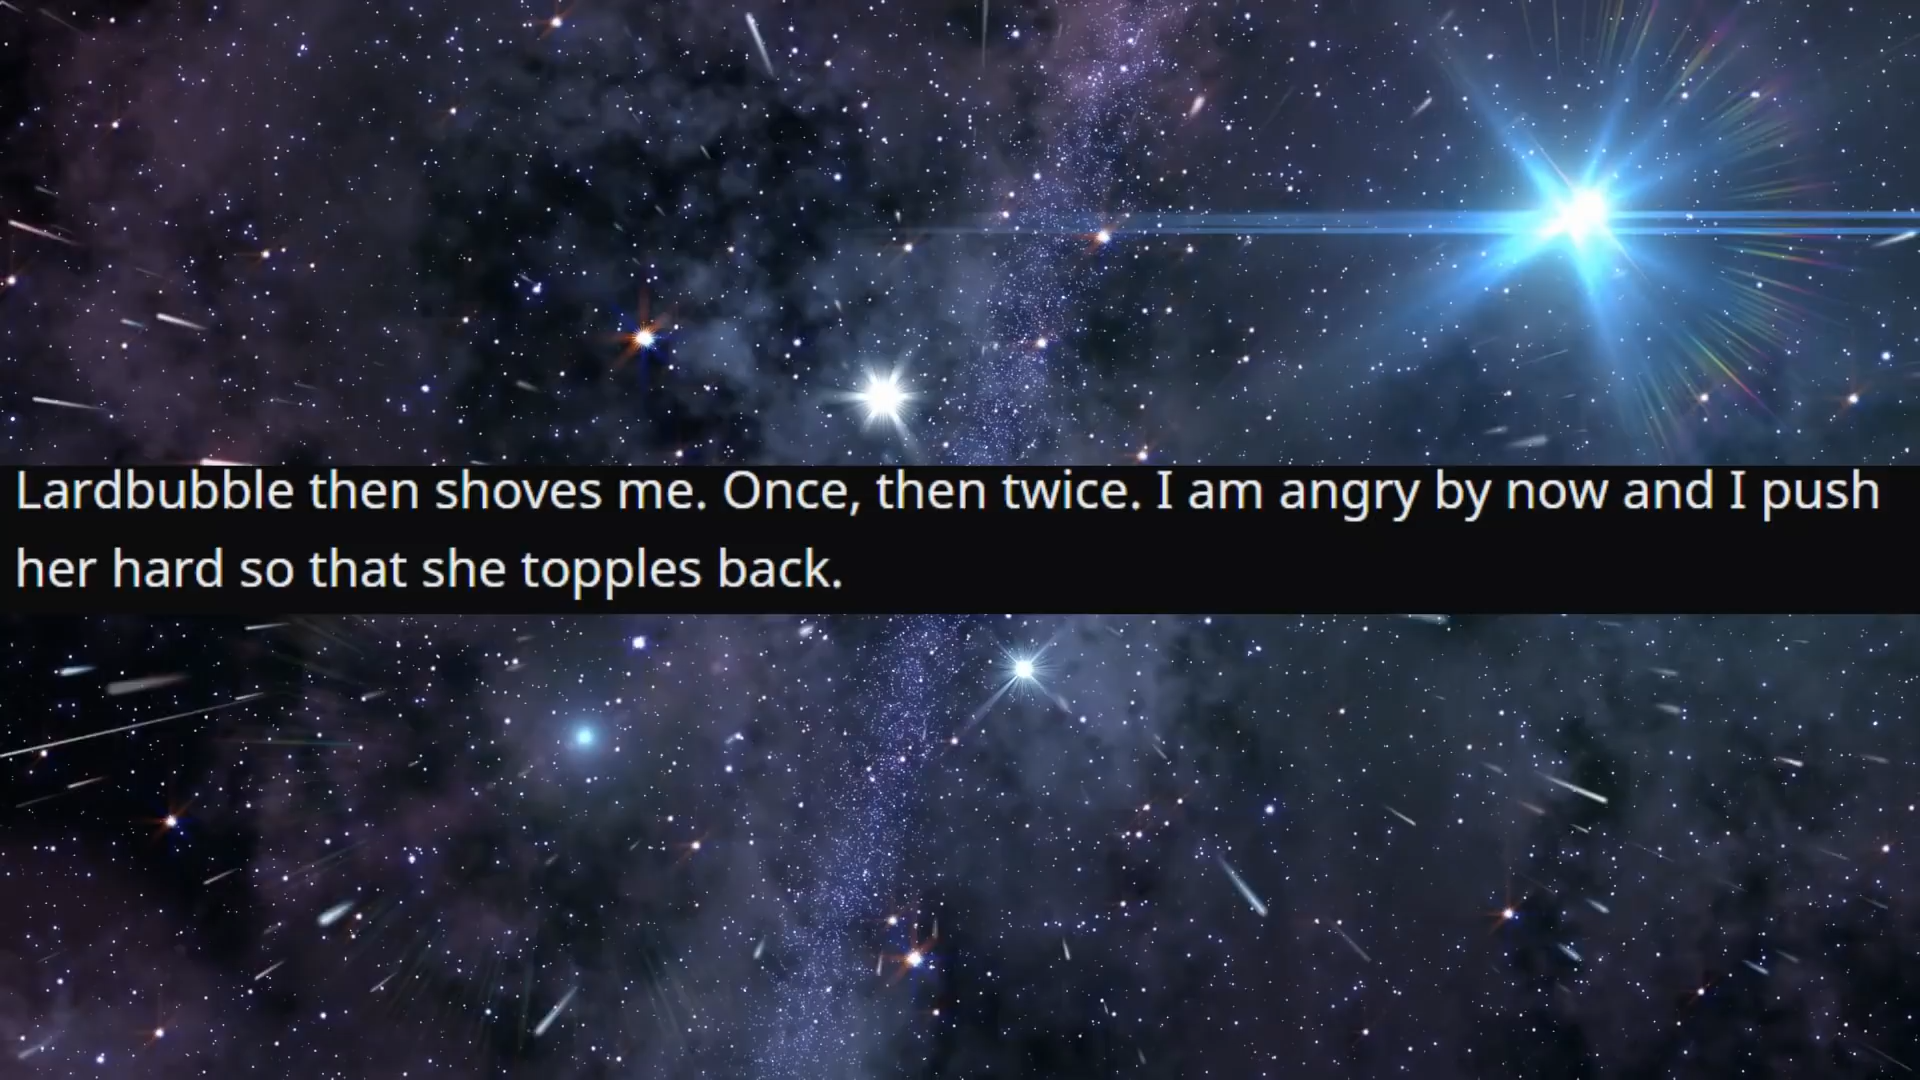 Lardbubble then shoves me. Once, then twice. I am angry by now and I push
her hard so that she topples back.